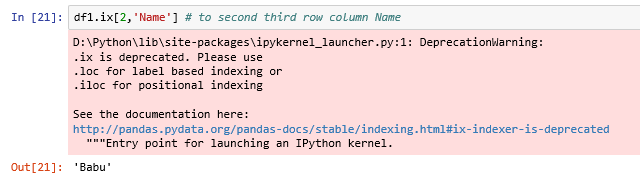 In [21]: df1.ix[2,'Name'] # to second third row column Name
D:\Python\lib\site-packages\ipykernel_launcher.py:1: DeprecationWarning:
.ix is deprecated. Please use
.loc for label based indexing or
.iloc for positional indexing
See the documentation here:
http://pandas.pydata.org/pandas-docs/stable/indexing.html#ix-indexer-is-deprecated
"""Entry point for launching an IPython kernel.
Out[21]: 'Babu'